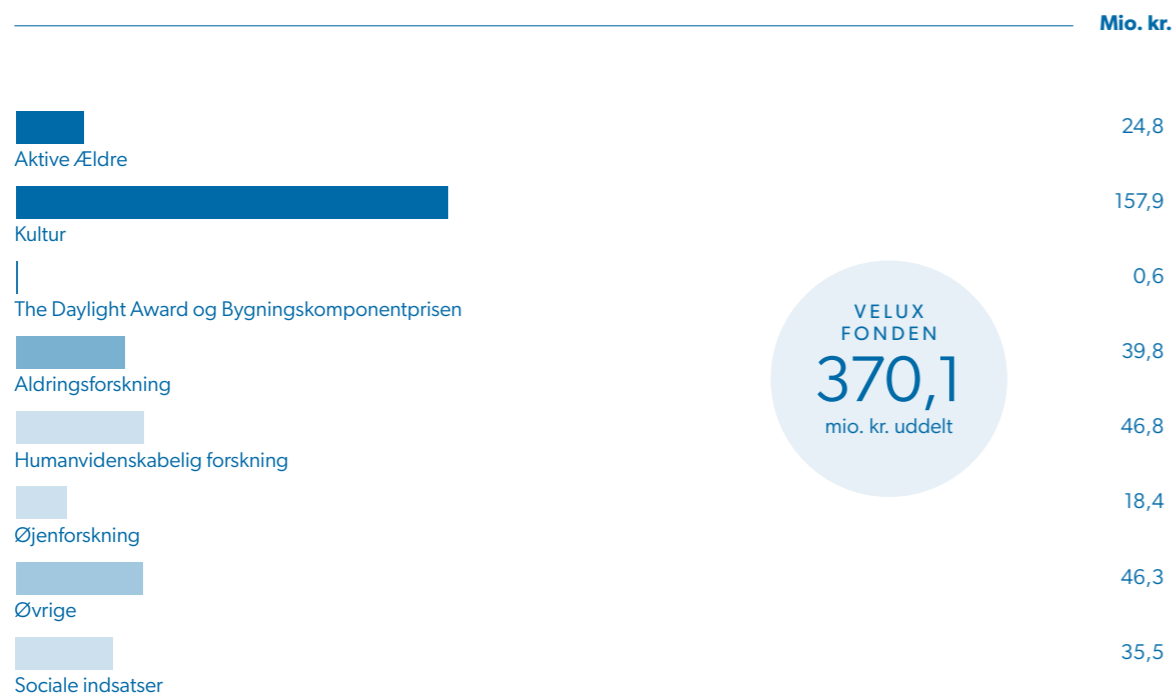 Mio. kr.
24,8
Aktive Ældre
157,9
Kultur
0,6
The Daylight Award og Bygningskomponentprisen
39,8
Aldringsforskning
46,8
Humanvidenskabelig forskning
18,4
Øjenforskning
46,3
Øvrige
35,5
Sociale indsatser
VELUX
FONDEN
370,1
mio. kr. uddelt